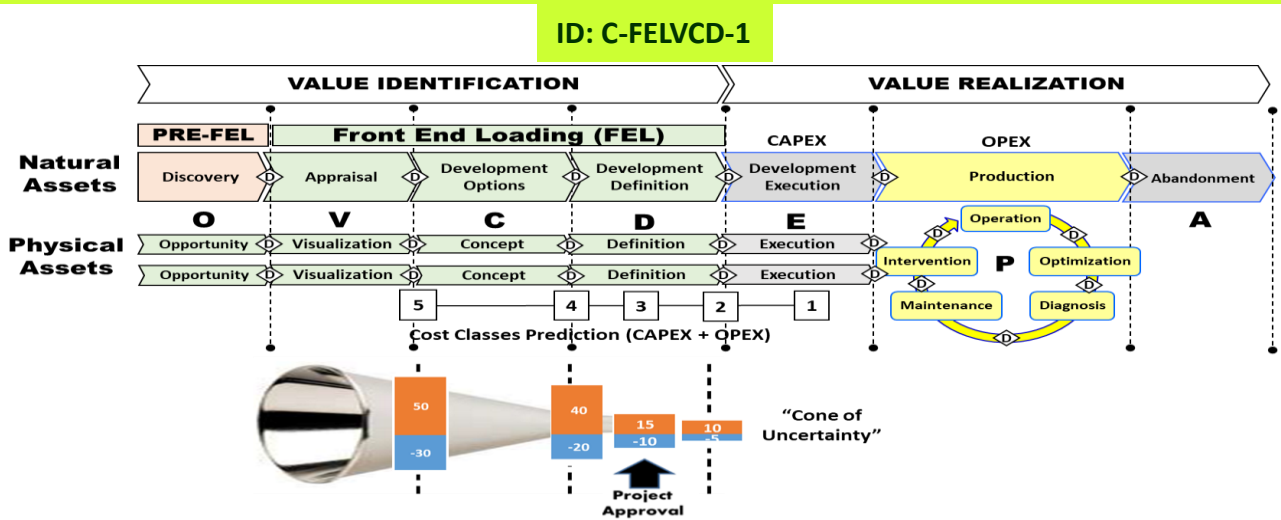 ID: C-FELVCD-1
VALUE IDENTIFICATION
VALUE REALIZATION
PRE-FEL
Front End Loading (FEL)
CAPEX
OPEX
Natural
Assets
Discovery
D
Appraisal
D
Development
Options
D
Development
Definition
D
Development
Execution
D
Production
D
Abandonment
O
V
C
D
E
A
Physical
Assets
Opportunity
D
Visualization
D
Concept
D
Definition
D
Execution
D
Opportunity
D
Visualization
D
Concept
D
Definition
D
Execution
D
Operation
D
Optimization
D
Diagnosis
D
Maintenance
D
Intervention
D
P
5
4
3
2
1
Cost Classes Prediction (CAPEX + OPEX)
50
-30
40
-20
15
-10
10
-5
“Cone of
Uncertainty”
Project
Approval